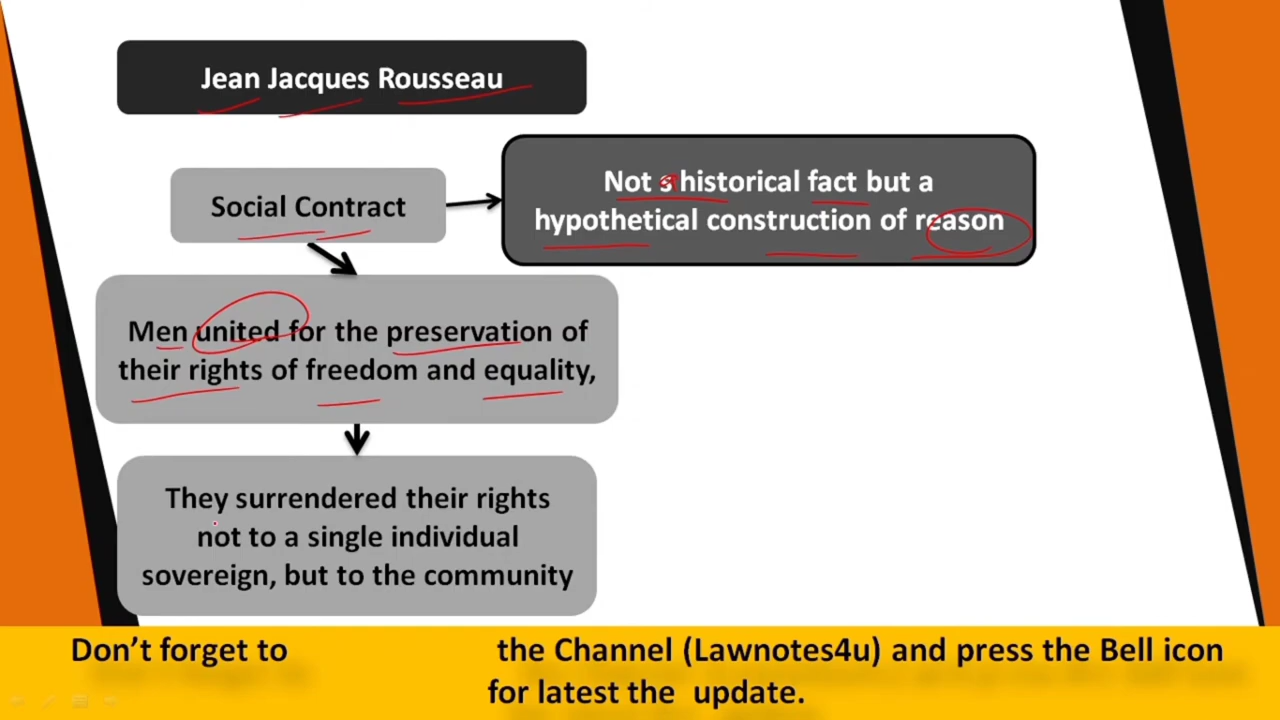 Jean Jacques Rousseau
Social Contract
Not a historical fact but a
hypothetical construction of reason
Men united for the preservation of
their rights of freedom and equality,
They surrendered their rights
not to a single individual
sovereign, but to the community
Don’t forget to the Channel (Lawnotes4u) and press the Bell icon
for latest the update.